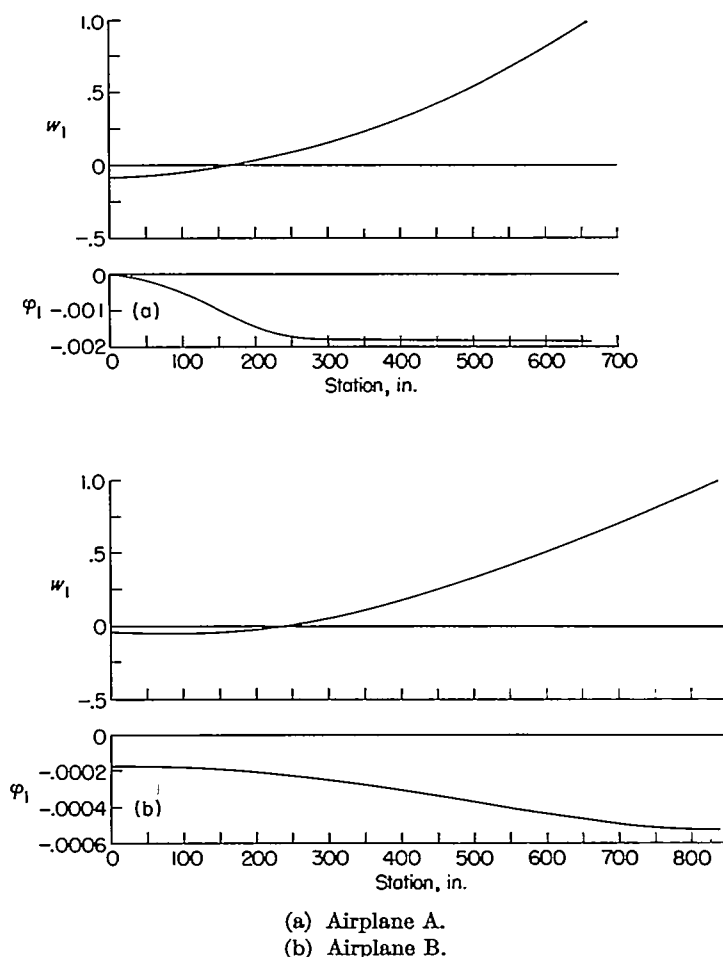 1.0
.5
w₁
0
-.5
0
φ₁ -.001 (a)
-.002
0 100 200 300 400 500 600 700
Station, in.
1.0
.5
w₁
0
-.5
0
-.0002
φ₁
-.0004 (b)
-.0006
0 100 200 300 400 500 600 700 800
Station, in.
(a) Airplane A.
(b) Airplane B.